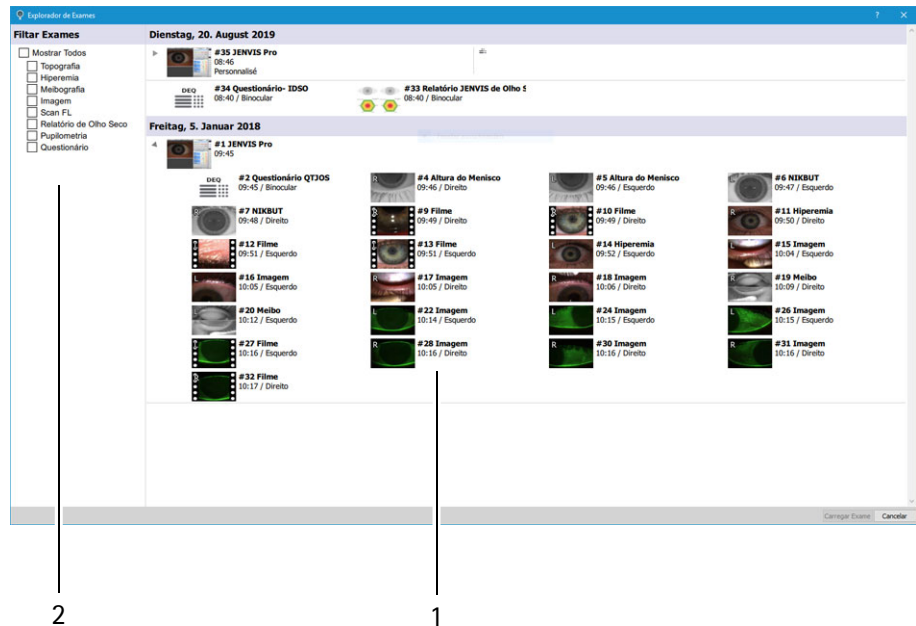 Explorador de Exames
? ×
Filtar Exames
Mostrar Todos
Topografia
Hiperemia
Meibografia
Imagem
Scan FL
Relatório de Olho Seco
Pupilometria
Questionário
Dienstag, 20. August 2019
#35 JENVIS Pro
08:46
Personnalisé
DEQ
#34 Questionário- IDSO
08:40 / Binocular
#33 Relatório JENVIS de Olho S
08:40 / Binocular
Freitag, 5. Januar 2018
#1 JENVIS Pro
09:45
DEQ
#2 Questionário QTJOS
09:45 / Binocular
R
#4 Altura do Menisco
09:46 / Direito
L
#5 Altura do Menisco
09:46 / Esquerdo
L
#6 NIKBUT
09:47 / Esquerdo
R
#7 NIKBUT
09:48 / Direito
R
#9 Filme
09:49 / Direito
R
#10 Filme
09:49 / Direito
R
#11 Hiperemia
09:50 / Direito
#12 Filme
09:51 / Esquerdo
#13 Filme
09:51 / Esquerdo
L
#14 Hiperemia
09:52 / Esquerdo
L
#15 Imagem
10:04 / Esquerdo
L
#16 Imagem
10:05 / Esquerdo
R
#17 Imagem
10:05 / Direito
R
#18 Imagem
10:06 / Direito
R
#19 Meibo
10:09 / Direito
L
#20 Meibo
10:12 / Esquerdo
L
#22 Imagem
10:14 / Esquerdo
L
#24 Imagem
10:15 / Esquerdo
L
#26 Imagem
10:15 / Esquerdo
#27 Filme
10:16 / Esquerdo
R
#28 Imagem
10:16 / Direito
R
#30 Imagem
10:16 / Direito
R
#31 Imagem
10:16 / Direito
#32 Filme
10:17 / Direito
Carregar Exame
Cancelar
2
1